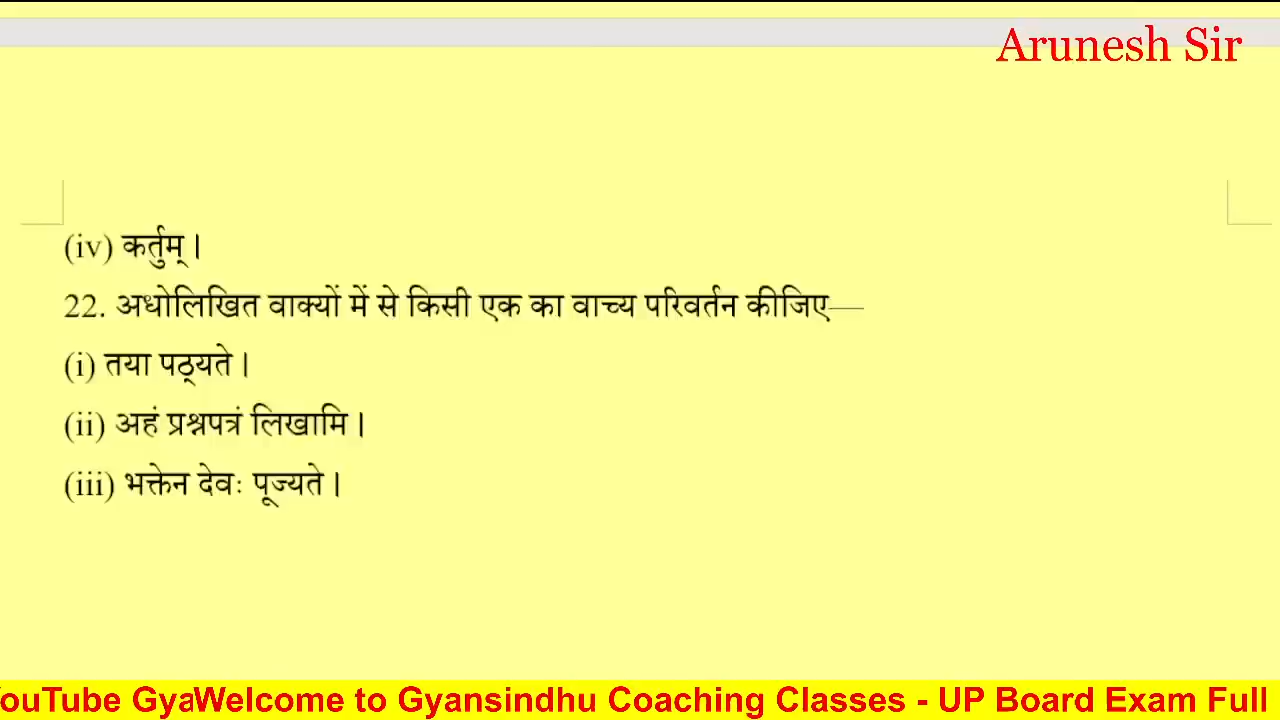 Arunesh Sir
(iv) कर्तुम् ।
22. अधोलिखित वाक्यों में से किसी एक का वाच्य परिवर्तन कीजिए—
(i) तया पठ्यते ।
(ii) अहं प्रश्नपत्रं लिखामि ।
(iii) भक्तेन देवः पूज्यते ।
ouTube GyaWelcome to Gyansindhu Coaching Classes - UP Board Exam Full